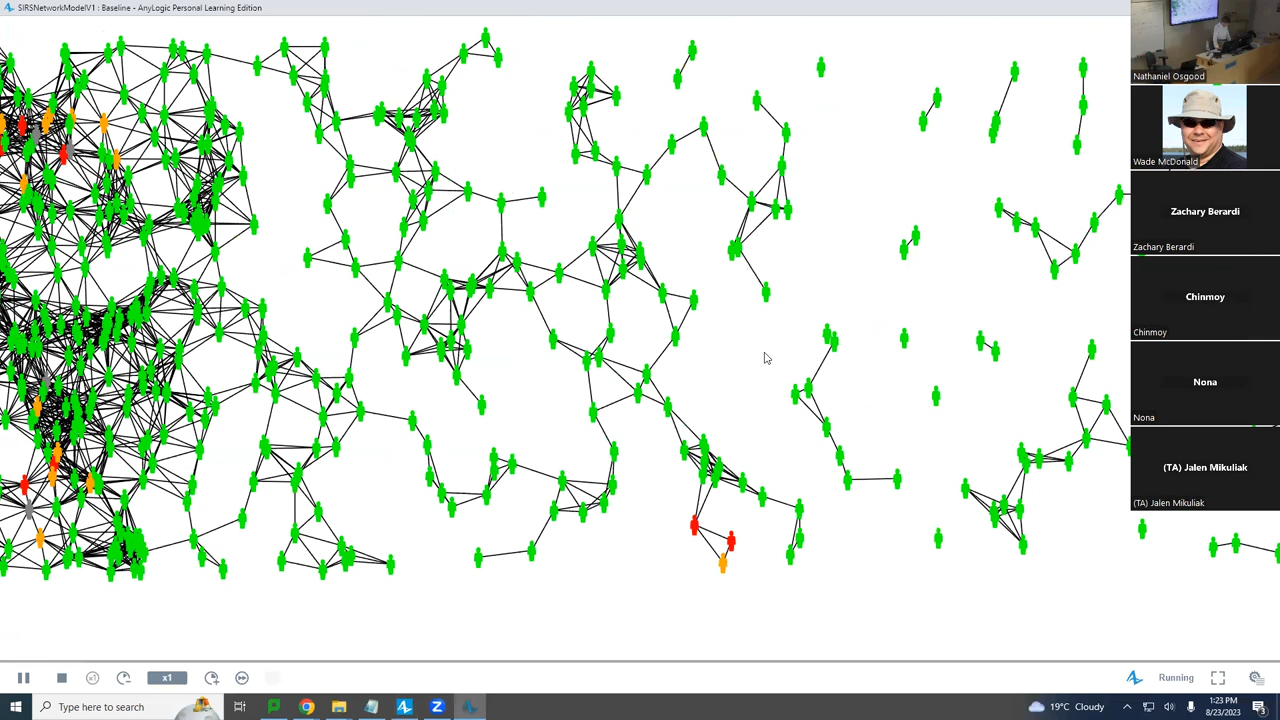 SIRSNetworkModelV1 : Baseline - AnyLogic Personal Learning Edition
Nathaniel Osgood
Wade McDonald
Zachary Berardi
Zachary Berardi
Chinmoy
Chinmoy
Nona
Nona
(TA) Jalen Mikuliak
(TA) Jalen Mikuliak
x1
x1
Running
Type here to search
19°C Cloudy
1:23 PM
8/23/2023
3